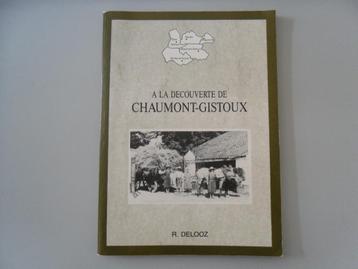 A LA DECOUVERTE DE
CHAUMONT-GISTOUX
R. DELOOZ